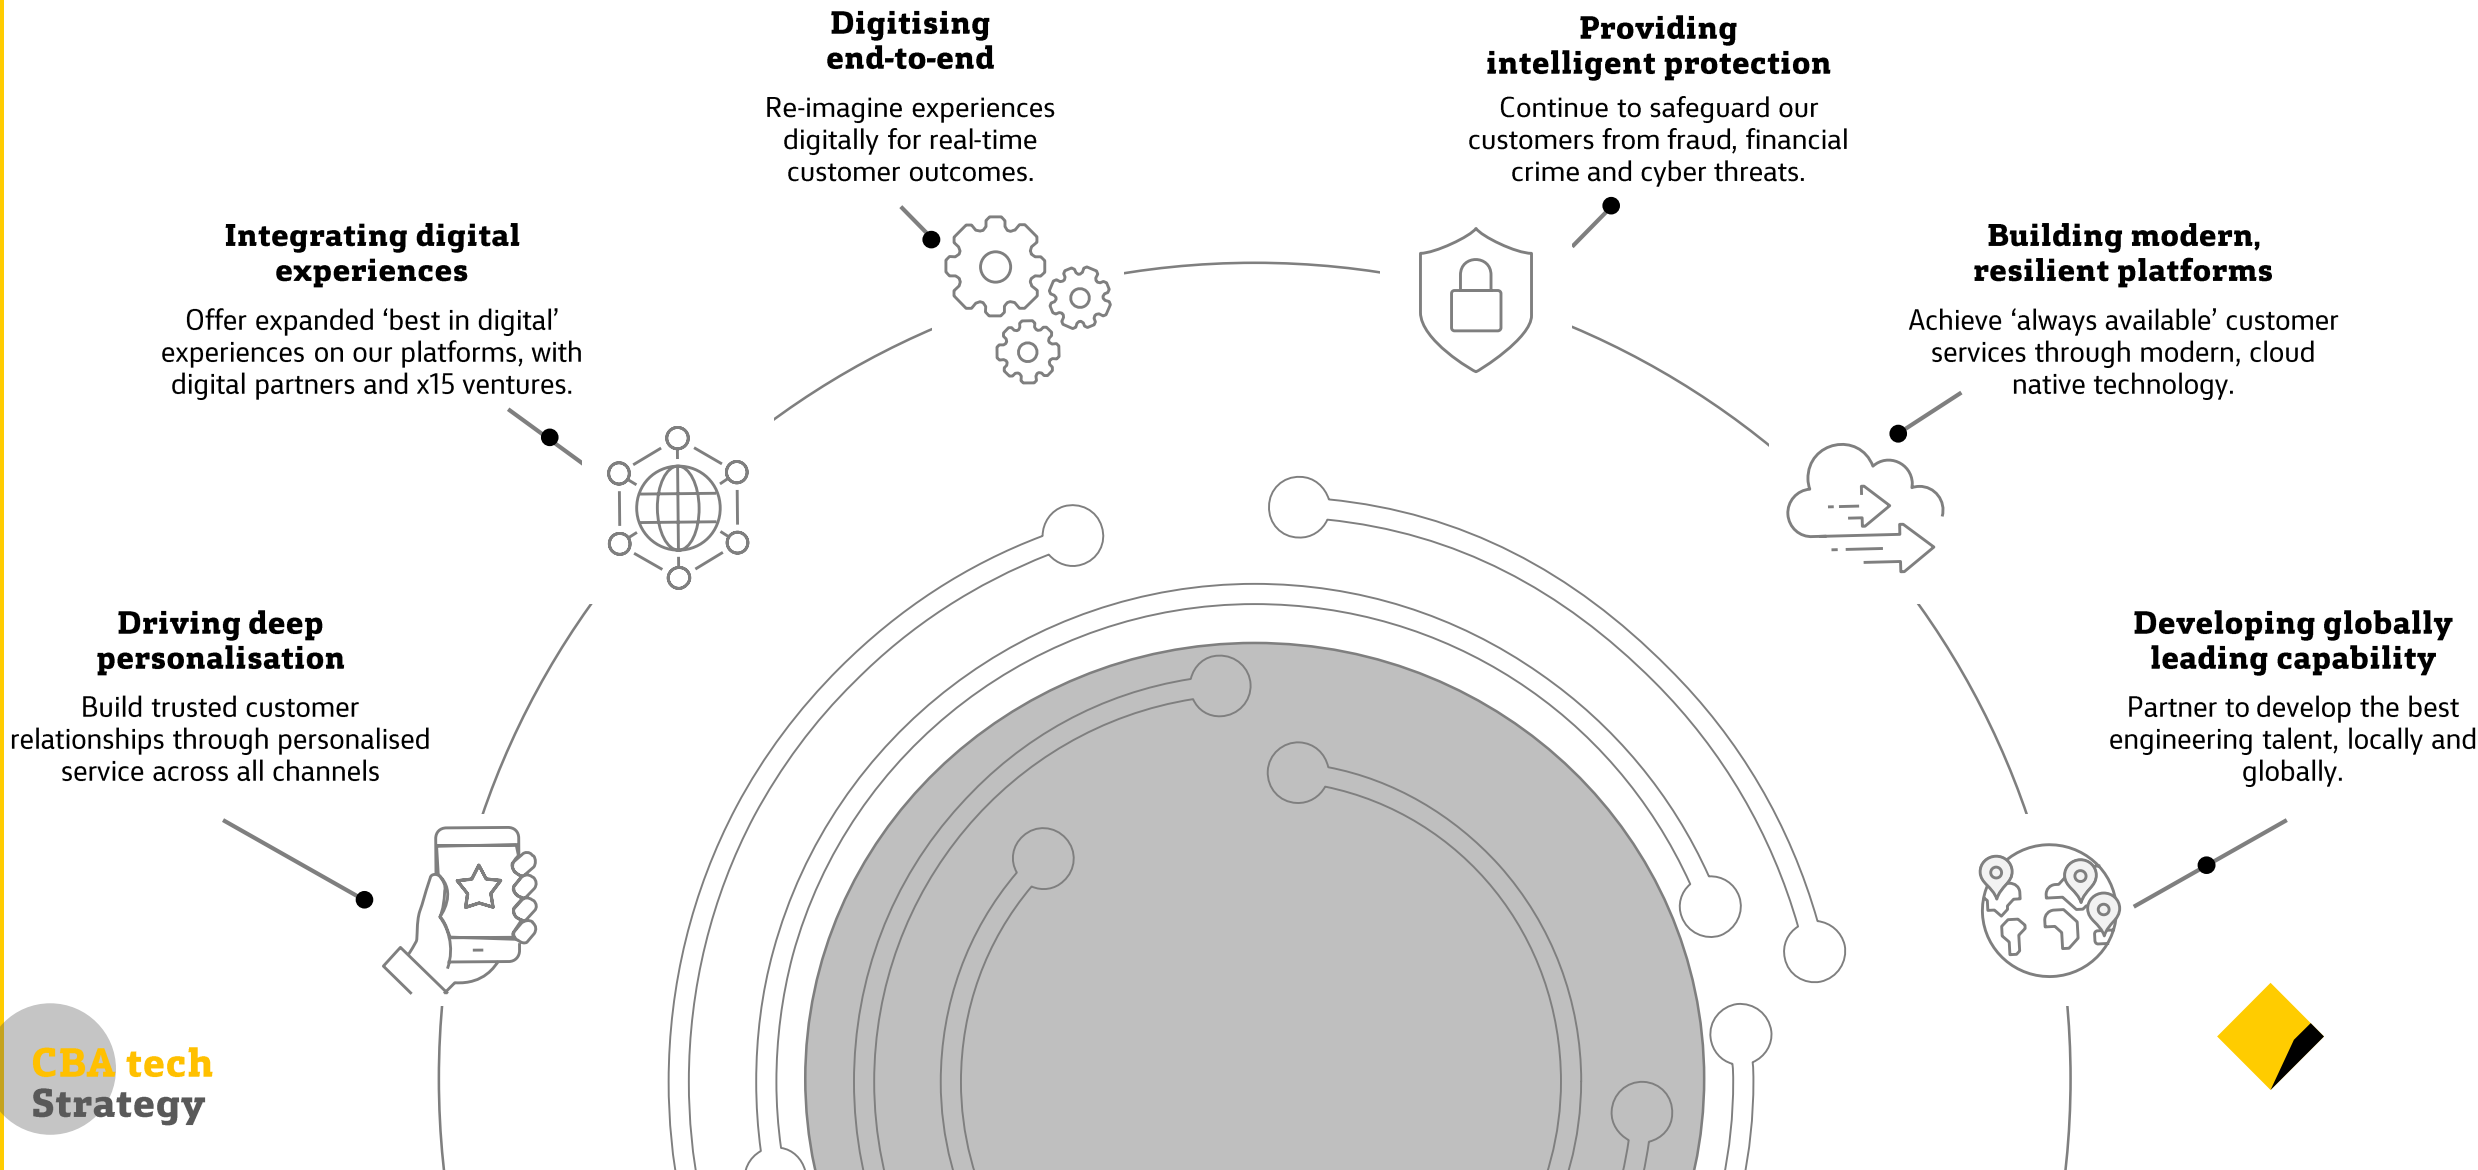 Digitising
end-to-end
Re-imagine experiences
digitally for real-time
customer outcomes.
Providing
intelligent protection
Continue to safeguard our
customers from fraud, financial
crime and cyber threats.
Integrating digital
experiences
Offer expanded ‘best in digital’
experiences on our platforms, with
digital partners and x15 ventures.
Building modern,
resilient platforms
Achieve ‘always available’ customer
services through modern, cloud
native technology.
Driving deep
personalisation
Build trusted customer
relationships through personalised
service across all channels
Developing globally
leading capability
Partner to develop the best
engineering talent, locally and
globally.
CBA tech
Strategy